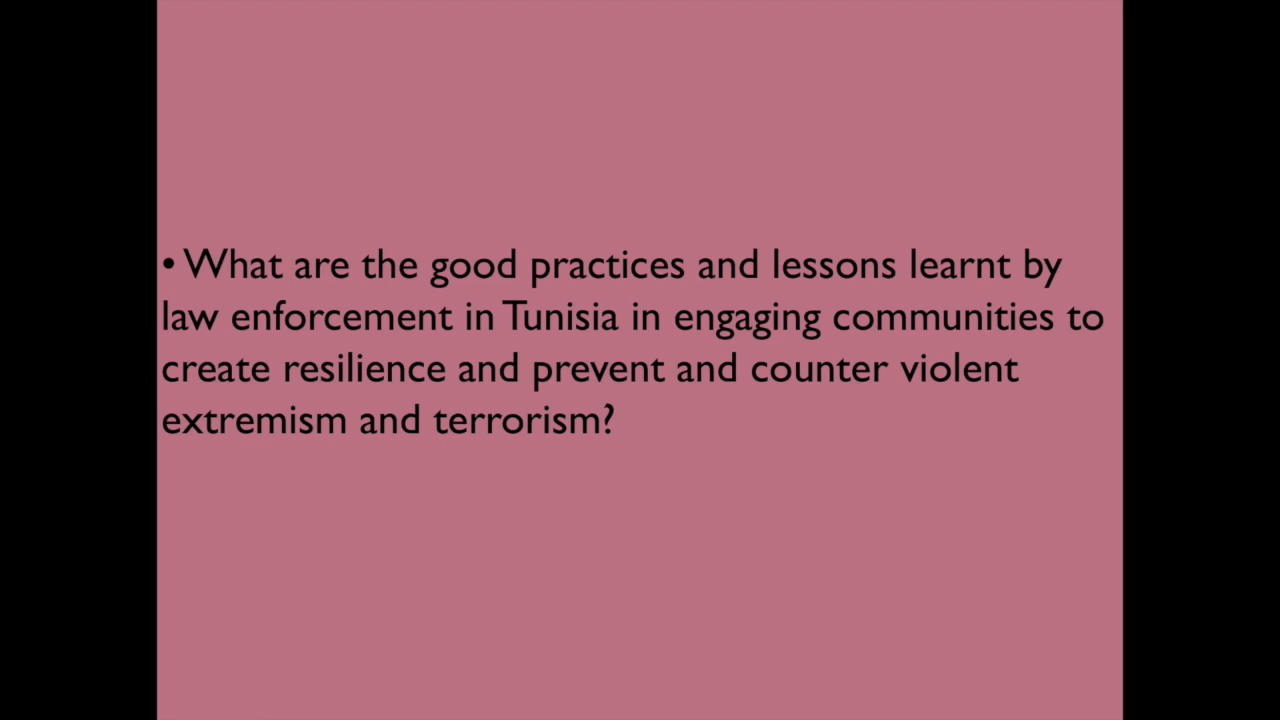 • What are the good practices and lessons learnt by
law enforcement in Tunisia in engaging communities to
create resilience and prevent and counter violent
extremism and terrorism?